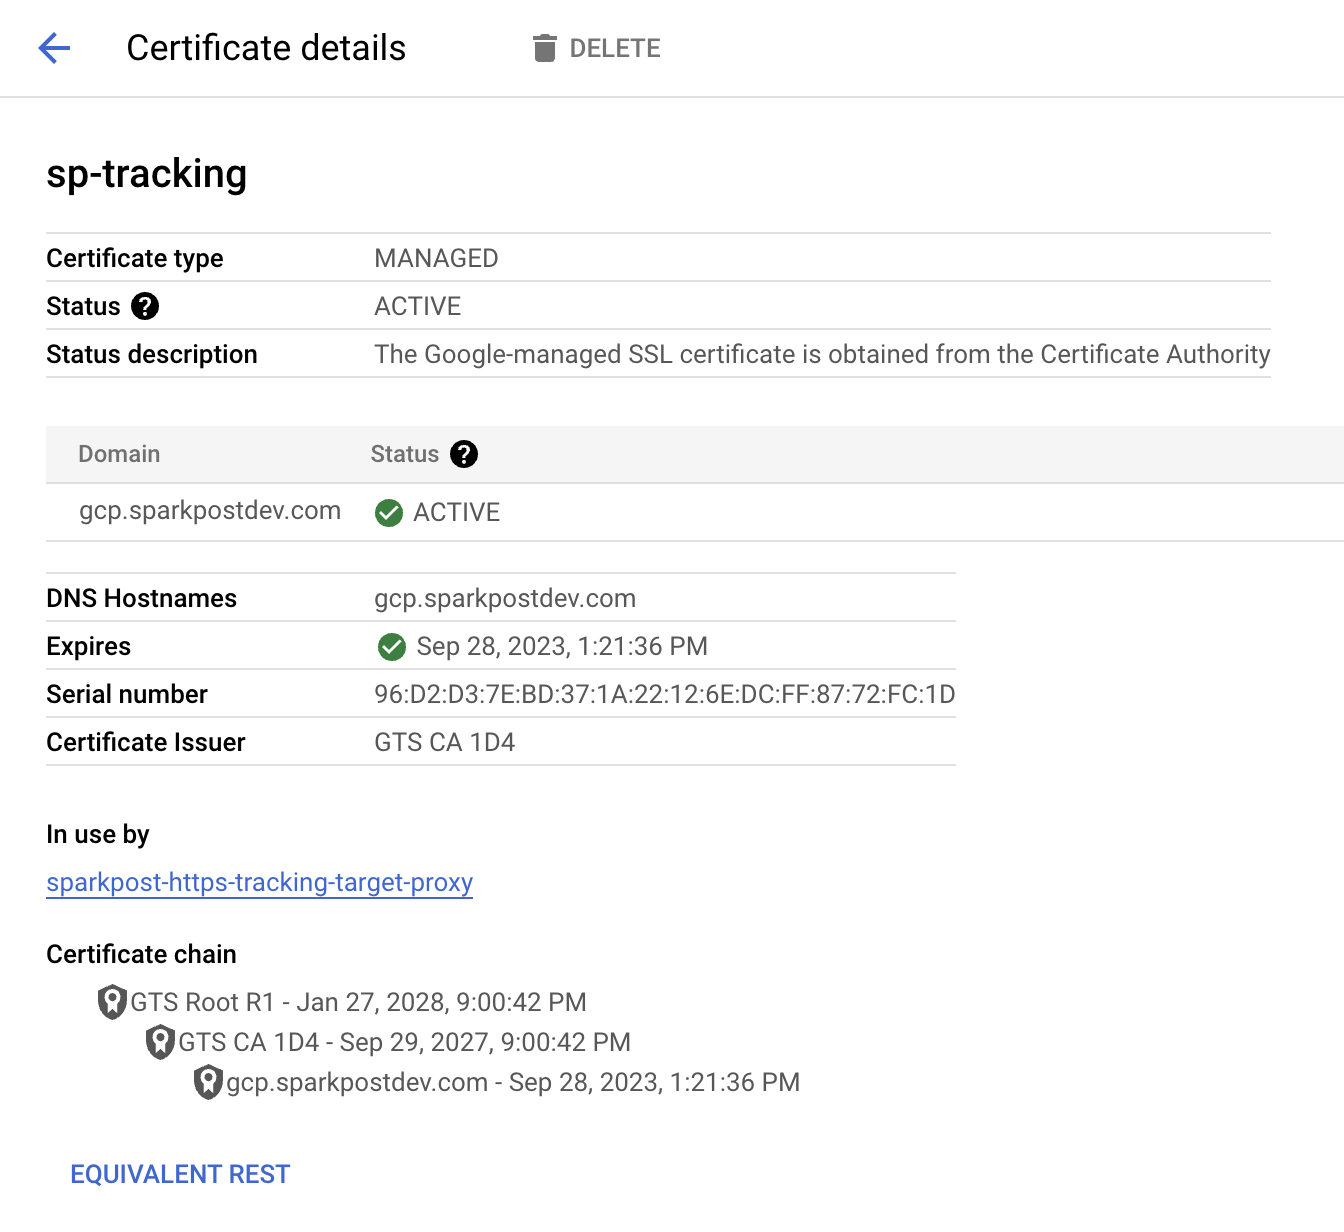 Certificate details DELETE
sp-tracking
Certificate type MANAGED
Status ? ACTIVE
Status description The Google-managed SSL certificate is obtained from the Certificate Authority
Domain Status ?
gcp.sparkpostdev.com ACTIVE
DNS Hostnames gcp.sparkpostdev.com
Expires Sep 28, 2023, 1:21:36 PM
Serial number 96:D2:D3:7E:BD:37:1A:22:12:6E:DC:FF:87:72:FC:1D
Certificate Issuer GTS CA 1D4
In use by
sparkpost-https-tracking-target-proxy
Certificate chain
GTS Root R1 - Jan 27, 2028, 9:00:42 PM
GTS CA 1D4 - Sep 29, 2027, 9:00:42 PM
gcp.sparkpostdev.com - Sep 28, 2023, 1:21:36 PM
EQUIVALENT REST